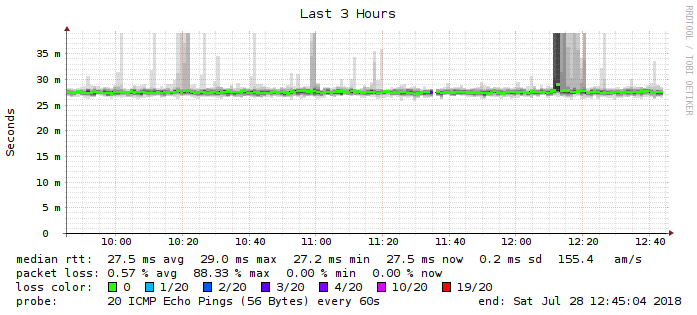 Last 3 Hours
RRDTOOL / TOBI OETIKER
Seconds
35 m
30 m
25 m
20 m
15 m
10 m
5 m
0
10:00 10:20 10:40 11:00 11:20 11:40 12:00 12:20 12:40
median rtt: 27.5 ms avg 29.0 ms max 27.2 ms min 27.5 ms now 0.2 ms sd 155.4 am/s
packet loss: 0.57 % avg 88.33 % max 0.00 % min 0.00 % now
loss color: 0 1/20 2/20 3/20 4/20 10/20 19/20
probe: 20 ICMP Echo Pings (56 Bytes) every 60s end: Sat Jul 28 12:45:04 2018